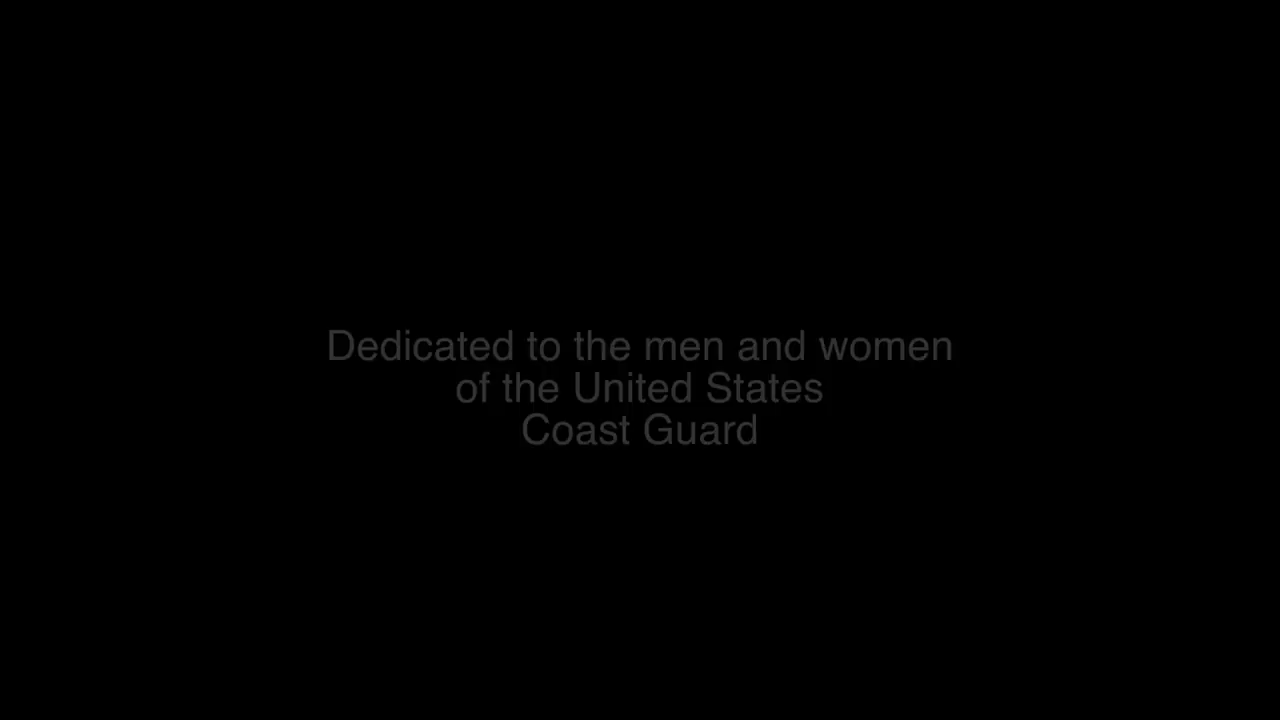 Dedicated to the men and women
of the United States
Coast Guard